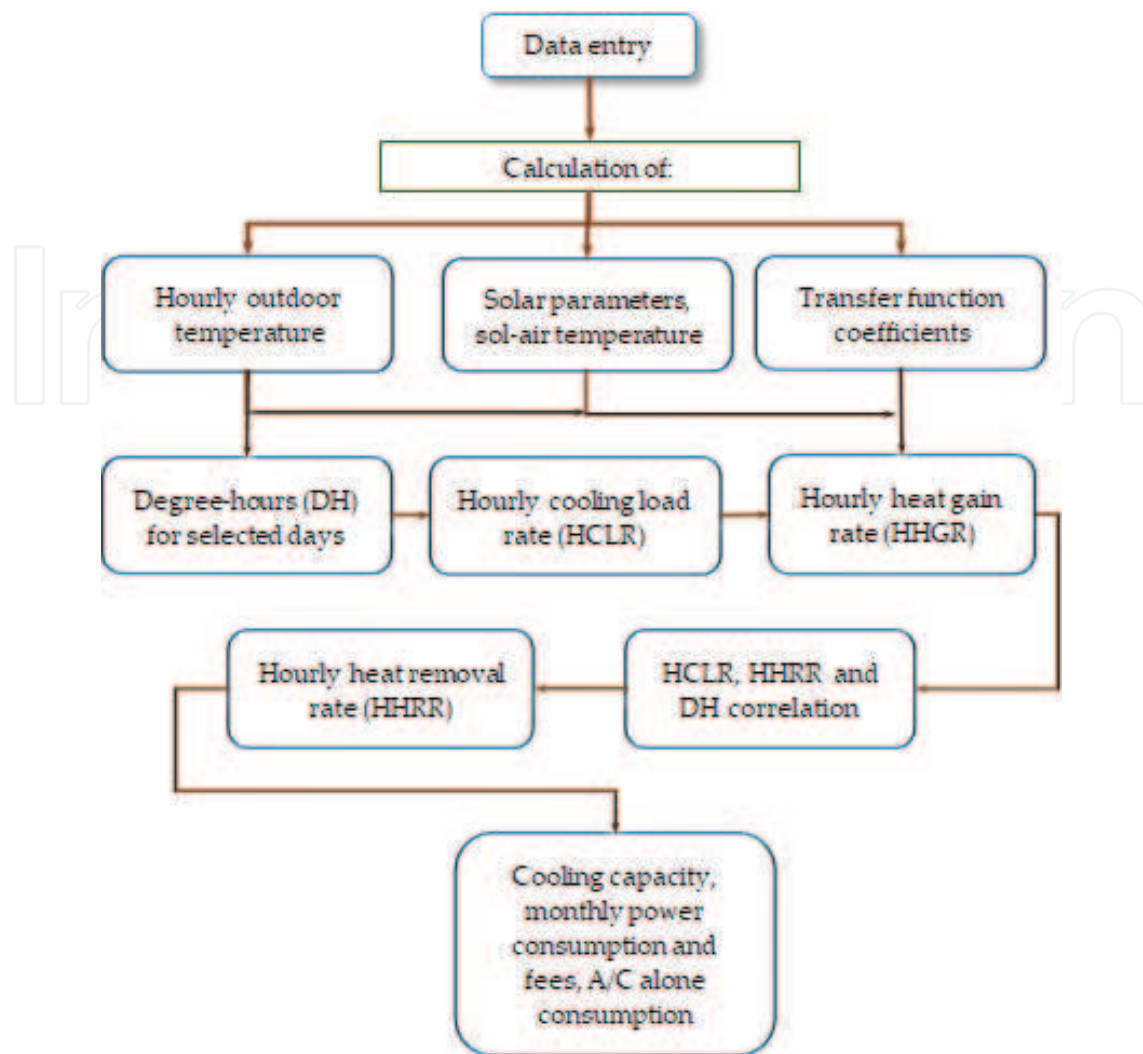 Data entry
Calculation of:
Hourly outdoor
temperature
Solar parameters,
sol-air temperature
Transfer function
coefficients
Degree-hours (DH)
for selected days
Hourly cooling load
rate (HCLR)
Hourly heat gain
rate (HHGR)
Hourly heat removal
rate (HHRR)
HCLR, HHRR and
DH correlation
Cooling capacity,
monthly power
consumption and
fees, A/C alone
consumption